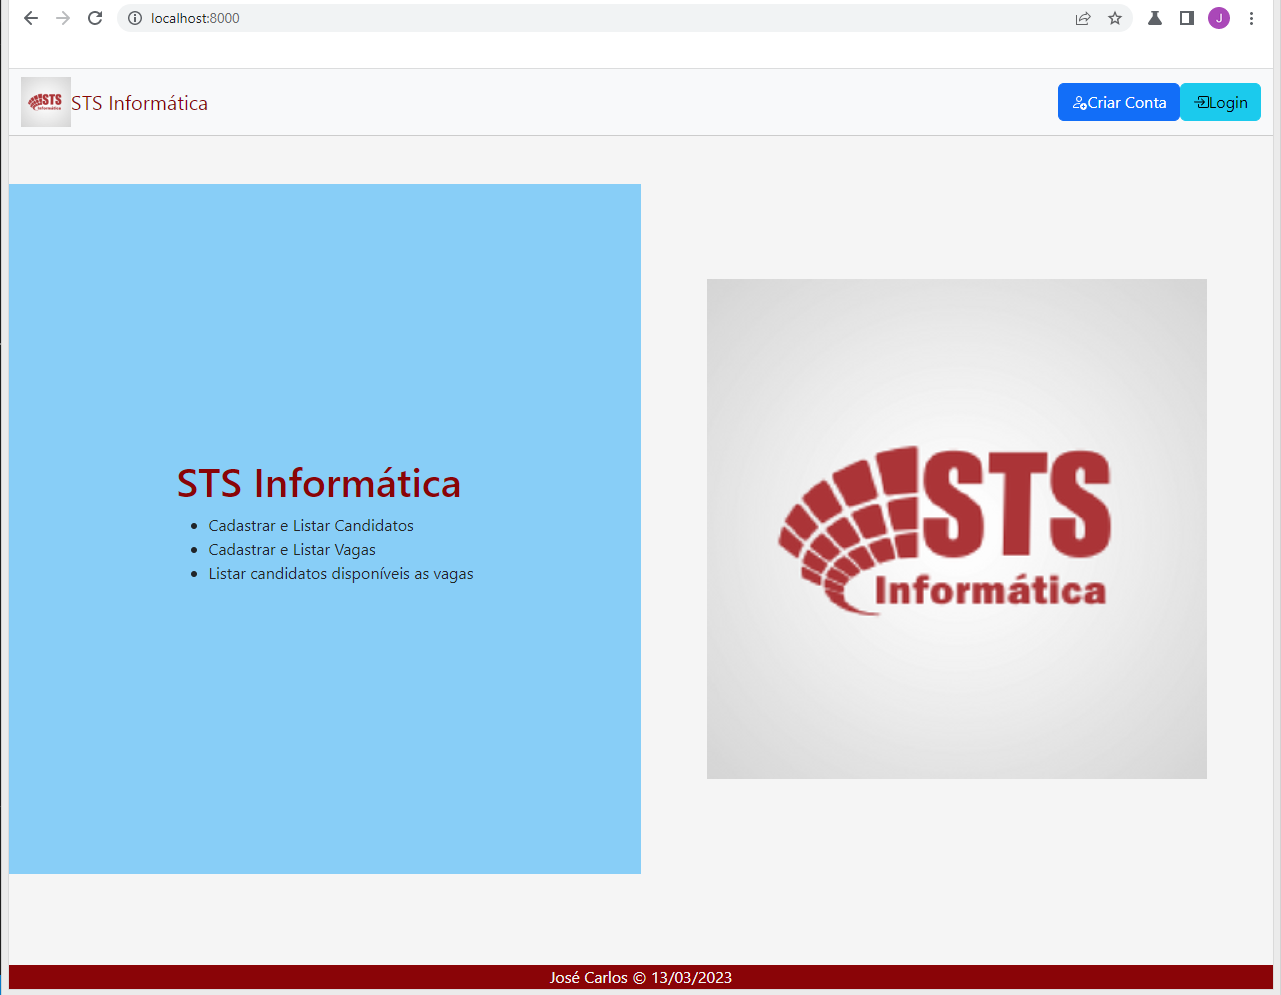 localhost:8000
J
STS
Informática
STS Informática
Criar Conta
Login
STS Informática
Cadastrar e Listar Candidatos
Cadastrar e Listar Vagas
Listar candidatos disponíveis as vagas
STS
Informática
José Carlos © 13/03/2023